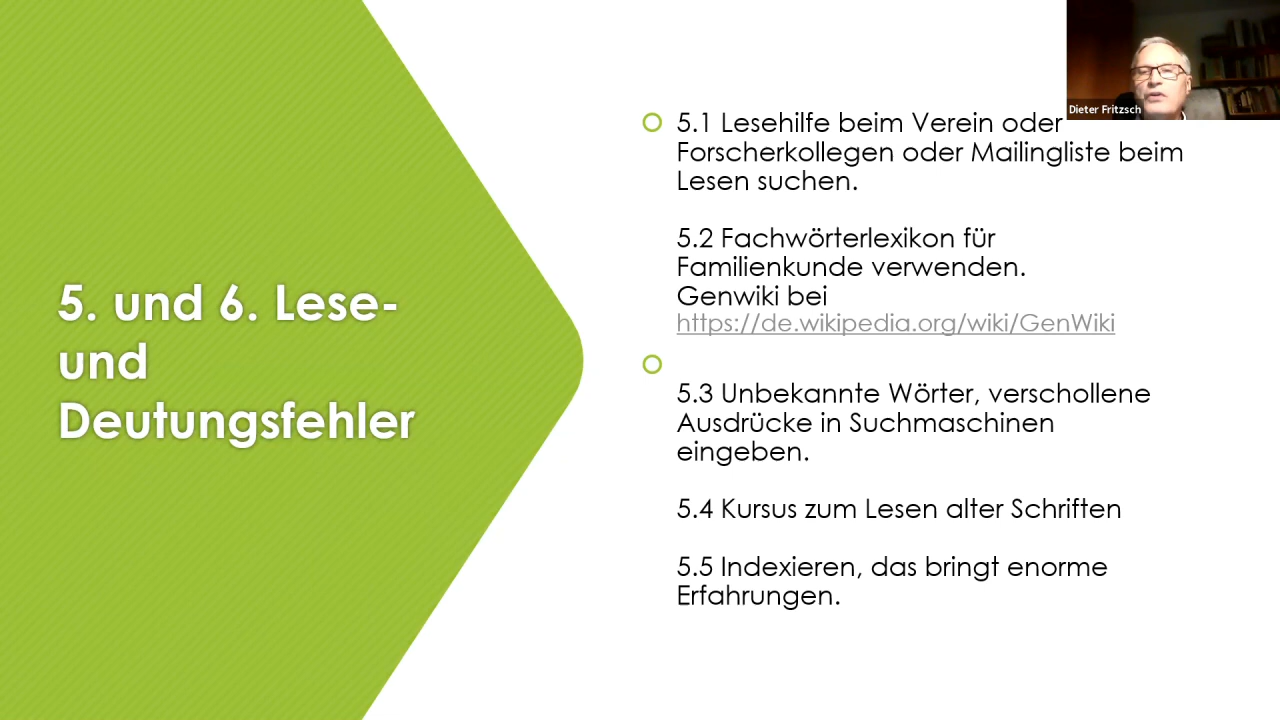 5. und 6. Lese-
und
Deutungsfehler
5.1 Lesehilfe beim Verein oder
Forscherkollegen oder Mailingliste beim
Lesen suchen.
5.2 Fachwörterlexikon für
Familienkunde verwenden.
Genwiki bei
https://de.wikipedia.org/wiki/GenWiki
5.3 Unbekannte Wörter, verschollene
Ausdrücke in Suchmaschinen
eingeben.
5.4 Kursus zum Lesen alter Schriften
5.5 Indexieren, das bringt enorme
Erfahrungen.
Dieter Fritzsch